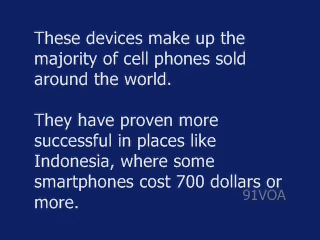 These devices make up the
majority of cell phones sold
around the world.
They have proven more
successful in places like
Indonesia, where some
smartphones cost 700 dollars or
more.
91VOA